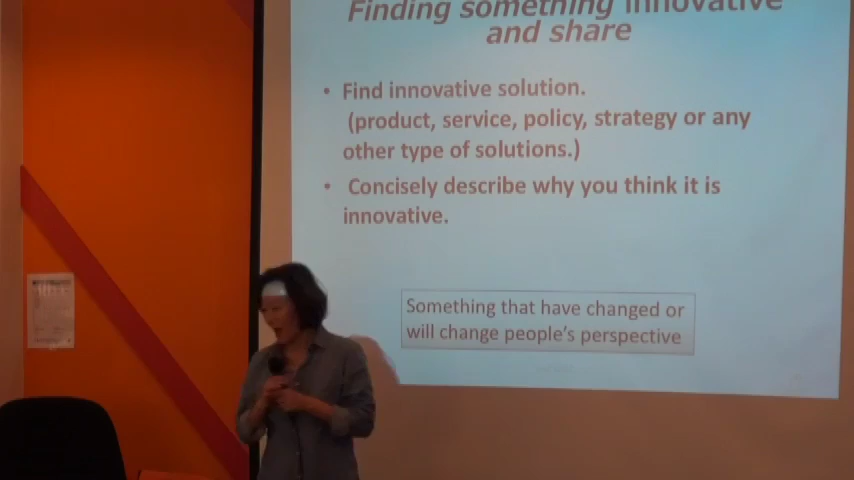 Finding something innovative
and share
• Find innovative solution.
(product, service, policy, strategy or any
other type of solutions.)
• Concisely describe why you think it is
innovative.
Something that have changed or
will change people's perspective